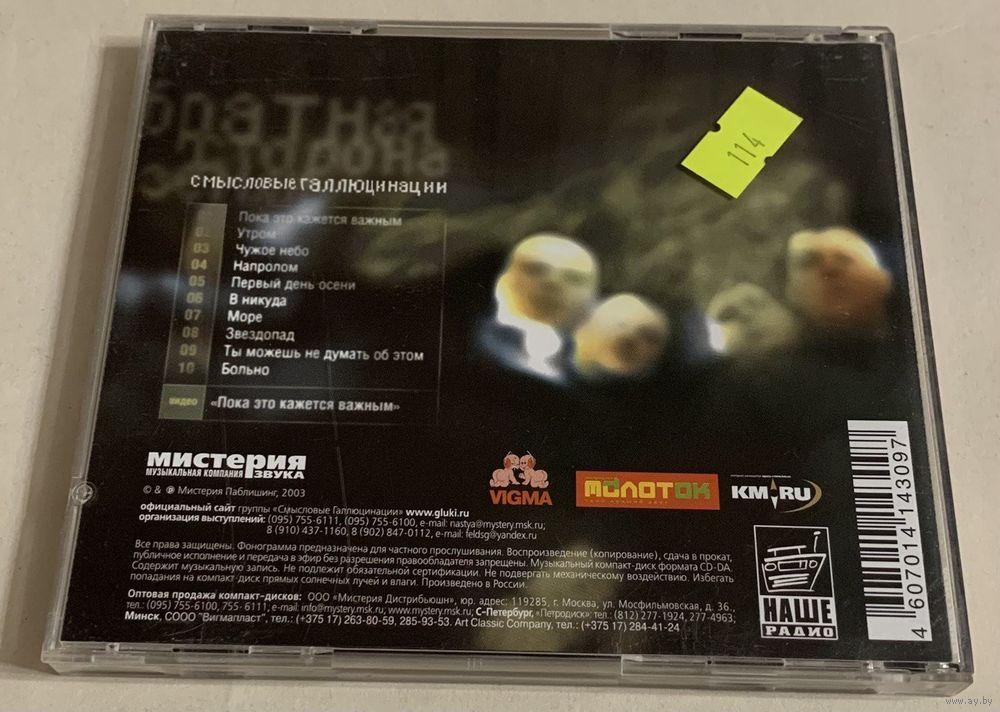 братная
сторона
смысловые галлюцинации
01 Пока это кажется важным
02 Утром
03 Чужое небо
04 Напролом
05 Первый день осени
06 В никуда
07 Море
08 Звездопад
09 Ты можешь не думать об этом
10 Больно
видео «Пока это кажется важным»
114
мистерия
музыкальная компания звука
VIGMA
МОЛОТОК
KM.RU
© & ℗ Мистерия Паблишинг, 2003
официальный сайт группы «Смысловые Галлюцинации» www.gluki.ru
организация выступлений: (095) 755-6111, (095) 755-6100, e-mail: nastya@mystery.msk.ru;
8 (910) 437-1160, 8 (902) 847-0112, e-mail: feldsg@yandex.ru
Все права защищены. Фонограмма предназначена для частного прослушивания. Воспроизведение (копирование), сдача в прокат,
публичное исполнение и передача в эфир без разрешения правообладателя запрещены. Музыкальный компакт-диск формата CD-DA.
Содержит музыкальную запись. Не подлежит обязательной сертификации. Не подвергать механическому воздействию. Избегать
попадания на компакт-диск прямых солнечных лучей и влаги. Произведено в России.
Оптовая продажа компакт-дисков: ООО «Мистерия Дистрибьюшн», юр. адрес: 119285, г. Москва, ул. Мосфильмовская, д. 36.,
тел.: (095) 755-6100, 755-6111, e-mail: info@mystery.msk.ru; www.mystery.msk.ru, С-Петербург, «Петрориск»: тел.: (812) 277-1924, 277-4963;
Минск, СООО "Вигмапласт", тел.: (+375 17) 263-80-59, 285-93-53. Art Classic Company, тел.: (+375 17) 284-41-24
НАШЕ
РАДИО
4 607014 143097
www.ay.by